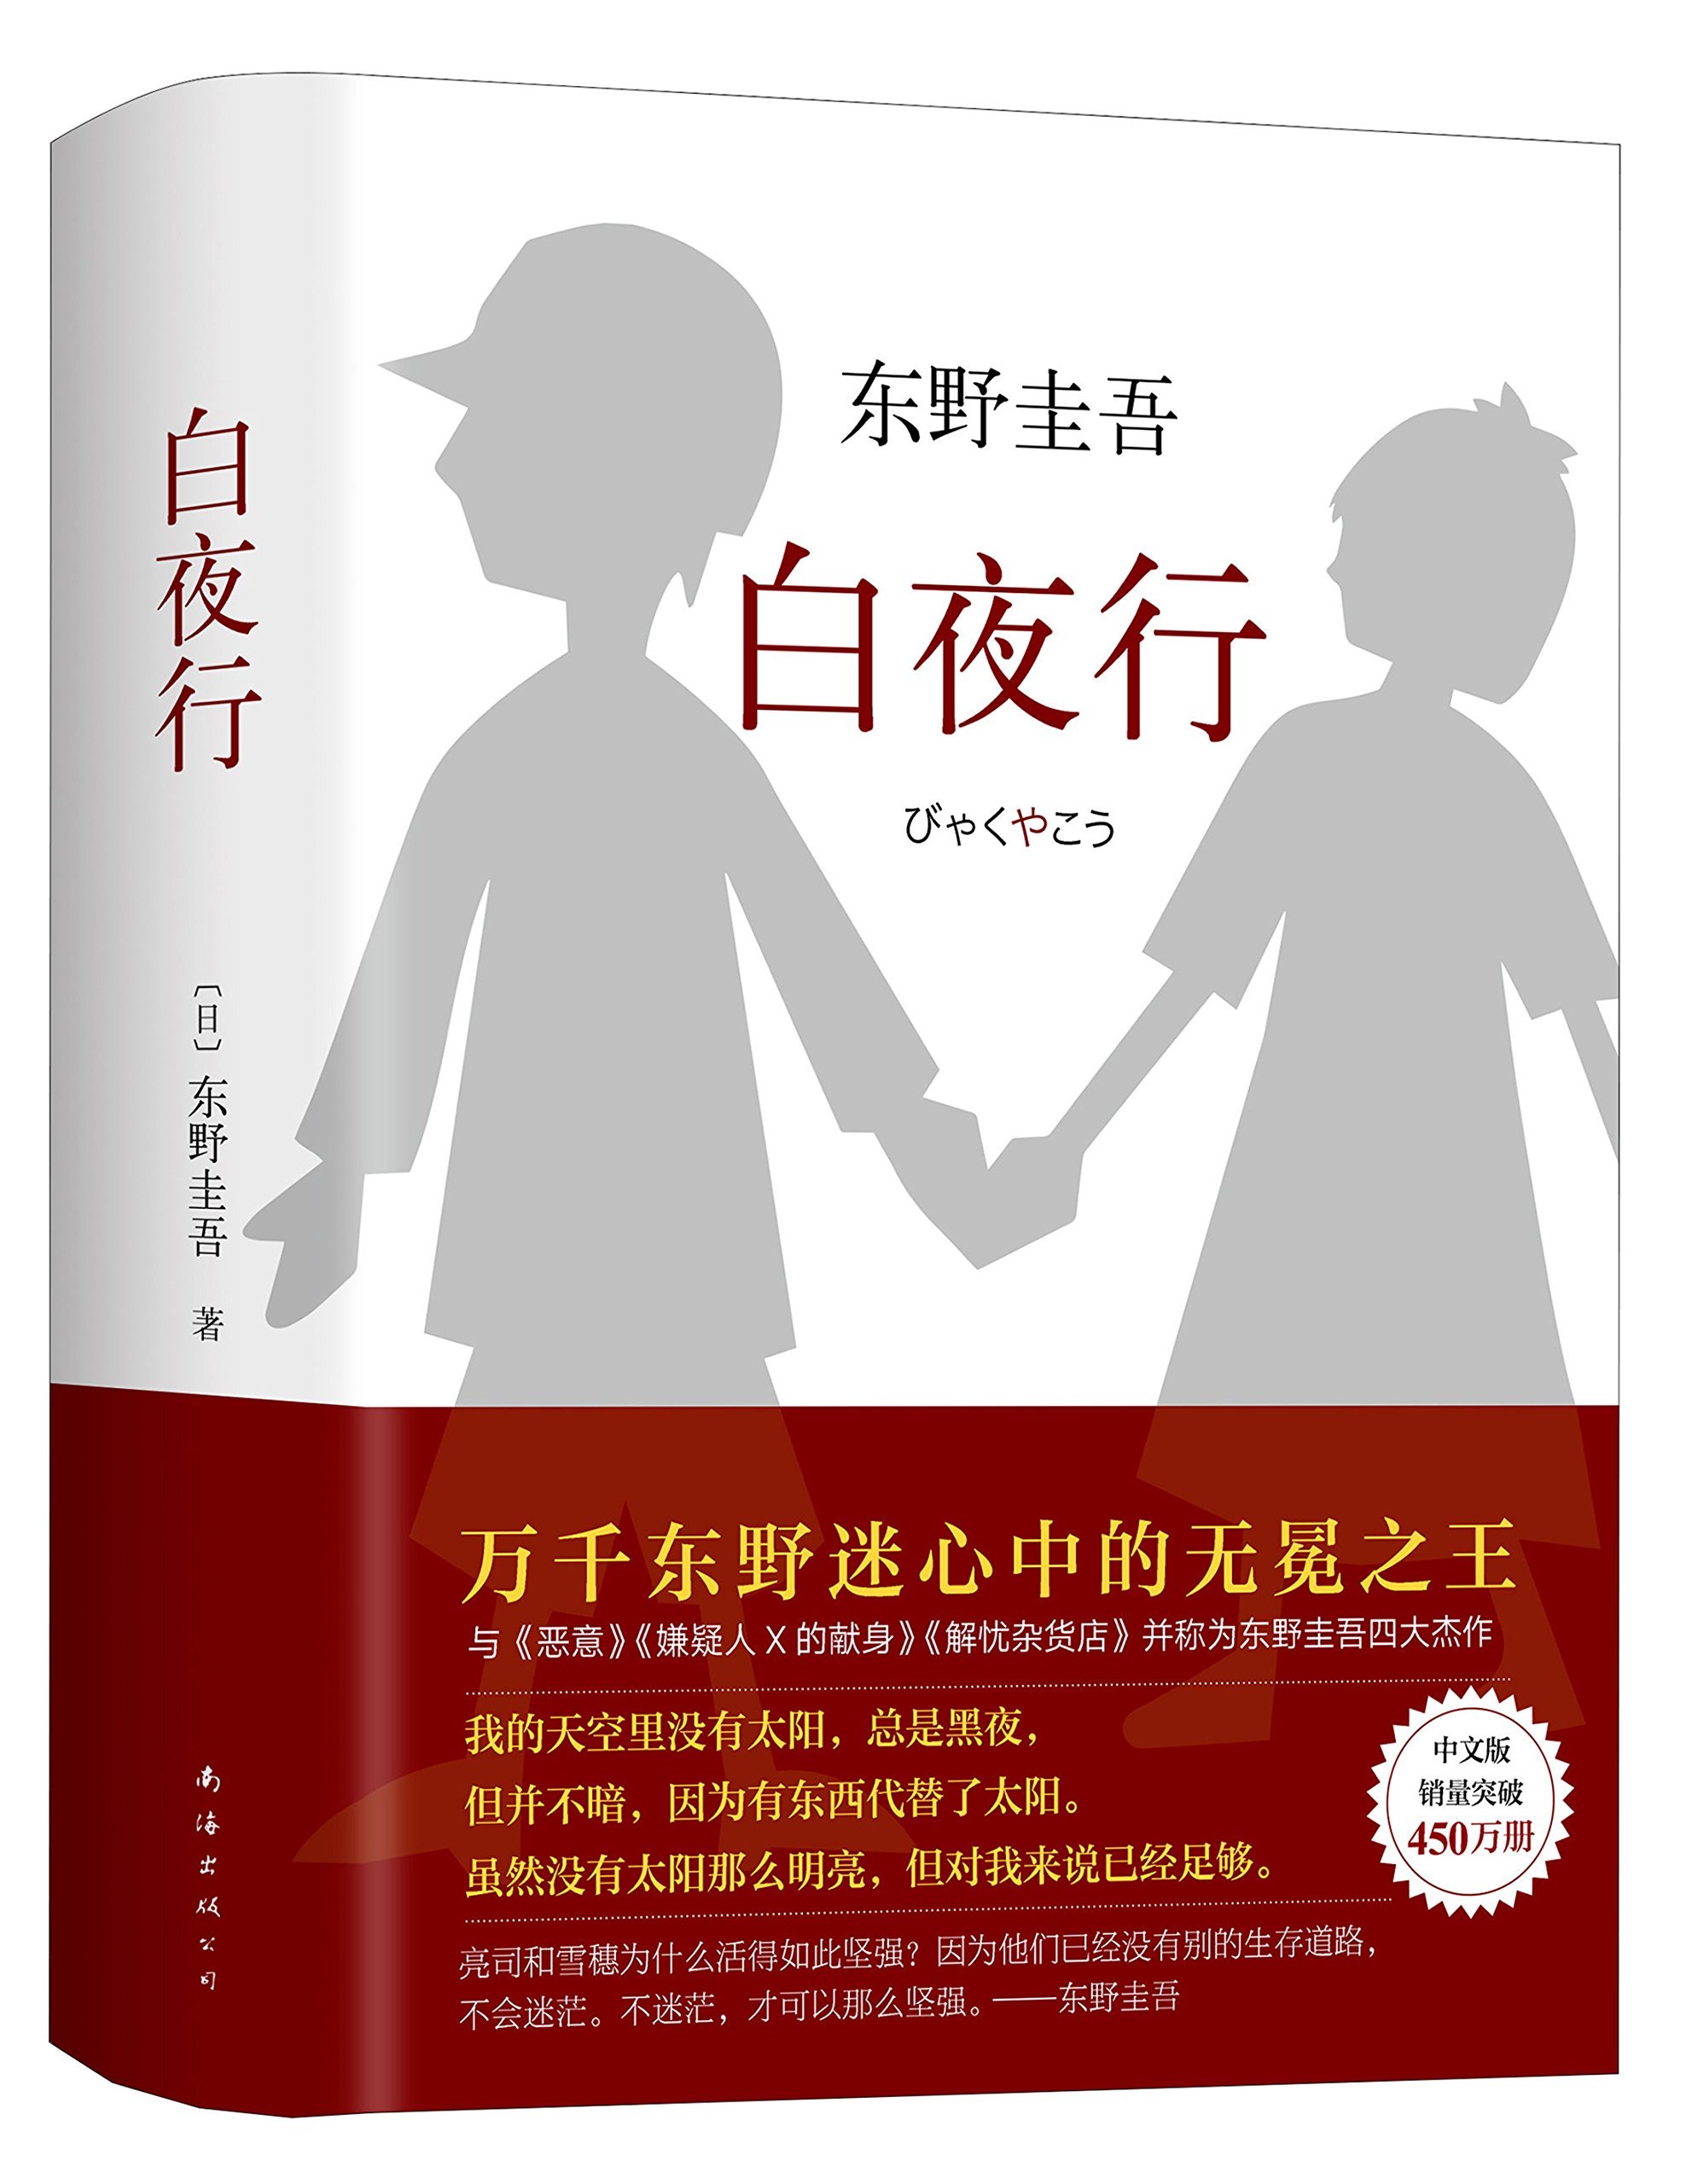 白夜行
〔日〕东野圭吾 著
南海出版公司
东野圭吾
白夜行
びゃくやこう
万千东野迷心中的无冕之王
与《恶意》《嫌疑人X的献身》《解忧杂货店》并称为东野圭吾四大杰作
我的天空里没有太阳，总是黑夜，
但并不暗，因为有东西代替了太阳。
虽然没有太阳那么明亮，但对我来说已经足够。
中文版
销量突破
450万册
亮司和雪穗为什么活得如此坚强？因为他们已经没有别的生存道路，
不会迷茫。不迷茫，才可以那么坚强。——东野圭吾